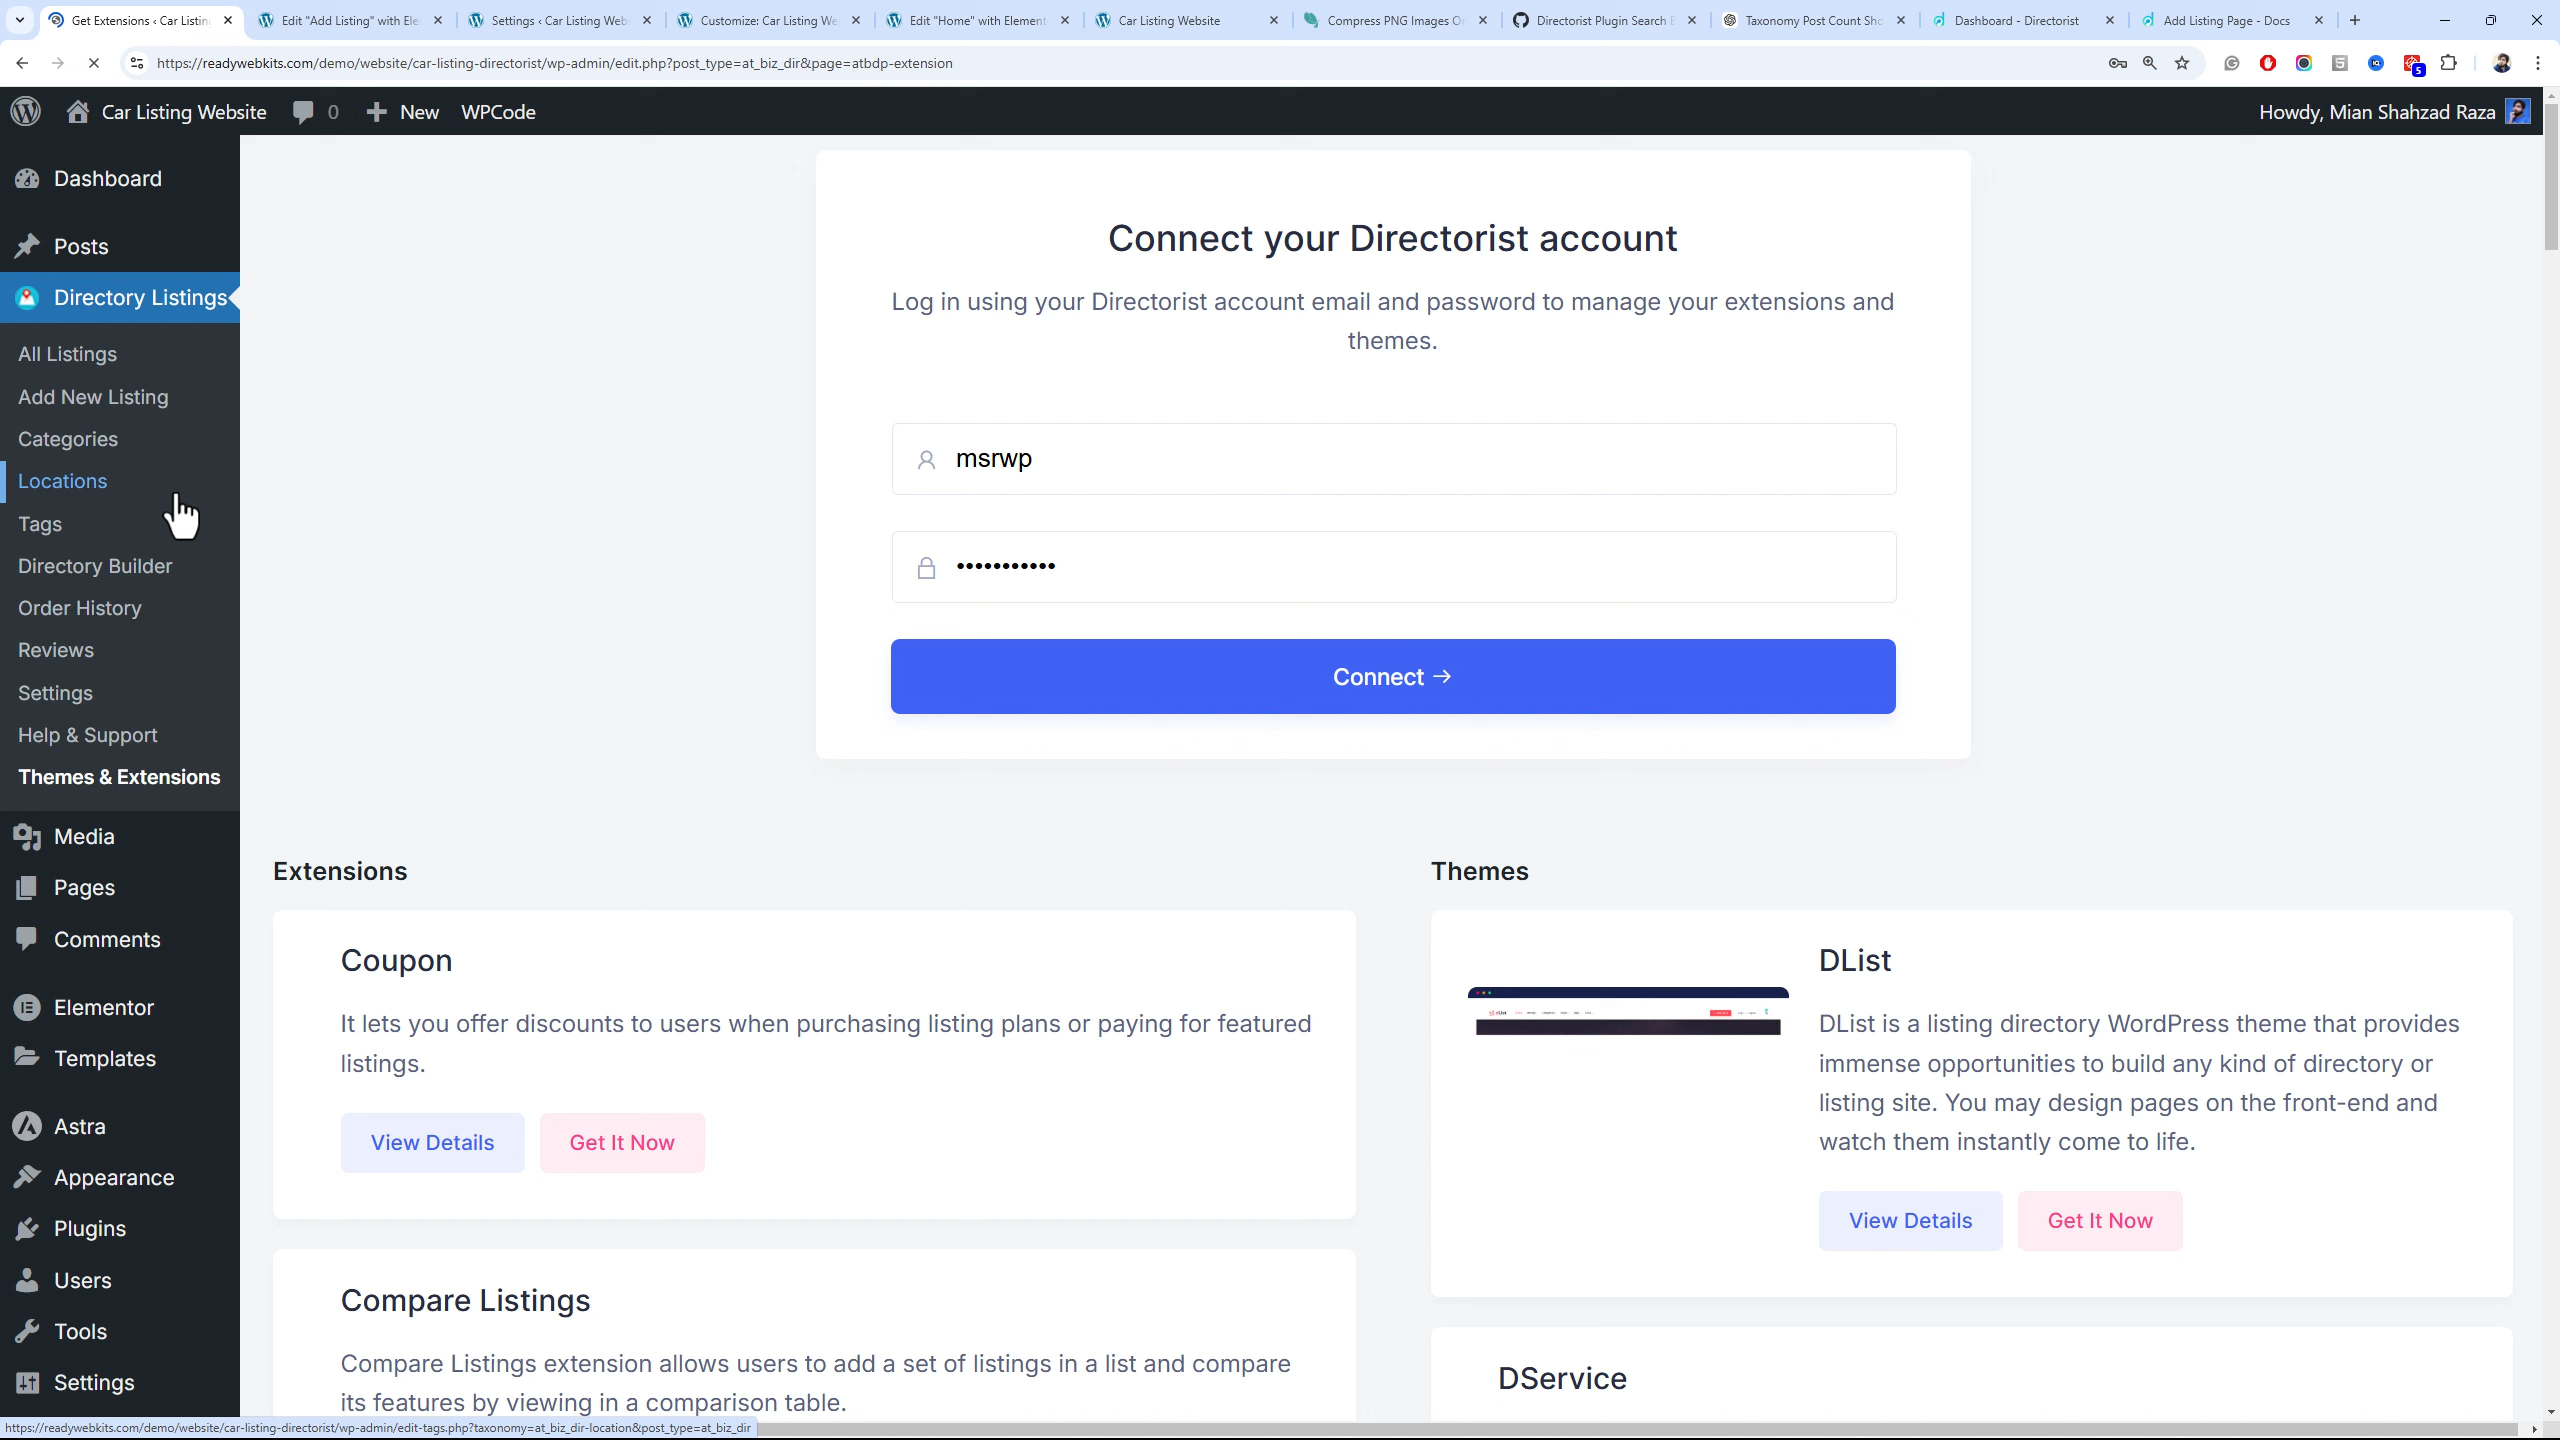 Get Extensions ‹ Car Listin
Edit "Add Listing" with Ele
Settings ‹ Car Listing Web
Customize: Car Listing We
Edit "Home" with Element
Car Listing Website
Compress PNG Images O
Directorist Plugin Search E
Taxonomy Post Count Sho
Dashboard - Directorist
Add Listing Page - Docs
https://readywebkits.com/demo/website/car-listing-directorist/wp-admin/edit.php?post_type=at_biz_dir&page=atbdp-extension
5
Car Listing Website
0
New
WPCode
Howdy, Mian Shahzad Raza
Dashboard
Posts
Directory Listings
All Listings
Add New Listing
Categories
Locations
Tags
Directory Builder
Order History
Reviews
Settings
Help & Support
Themes & Extensions
Media
Pages
Comments
Elementor
Templates
Astra
Appearance
Plugins
Users
Tools
Settings
Connect your Directorist account
Log in using your Directorist account email and password to manage your extensions and
themes.
msrwp
•••••••••••
Connect →
Extensions
Coupon
It lets you offer discounts to users when purchasing listing plans or paying for featured
listings.
View Details
Get It Now
Compare Listings
Compare Listings extension allows users to add a set of listings in a list and compare
its features by viewing in a comparison table.
Themes
DList
DList is a listing directory WordPress theme that provides
immense opportunities to build any kind of directory or
listing site. You may design pages on the front-end and
watch them instantly come to life.
View Details
Get It Now
DService
https://readywebkits.com/demo/website/car-listing-directorist/wp-admin/edit-tags.php?taxonomy=at_biz_dir-location&post_type=at_biz_dir